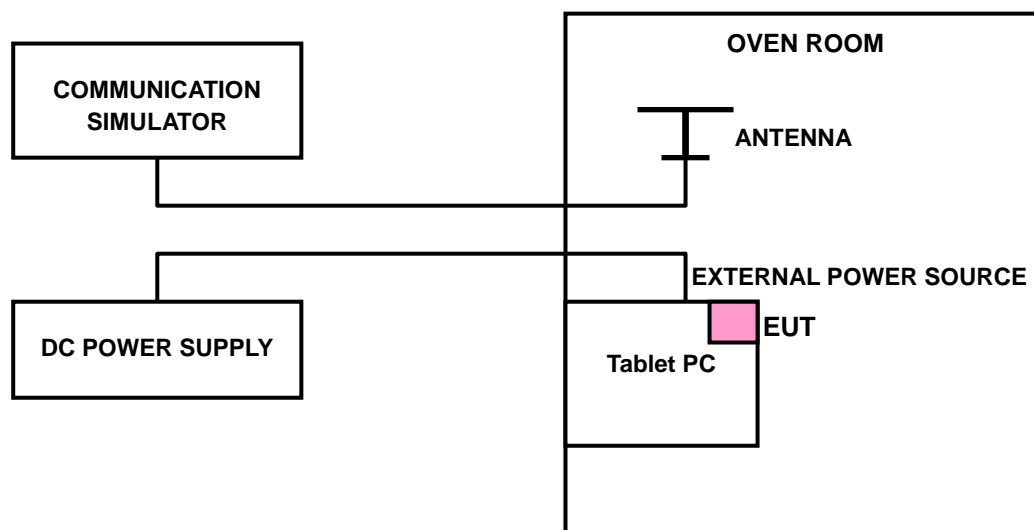 OVEN ROOM
COMMUNICATION
SIMULATOR
ANTENNA
EXTERNAL POWER SOURCE
EUT
DC POWER SUPPLY
Tablet PC